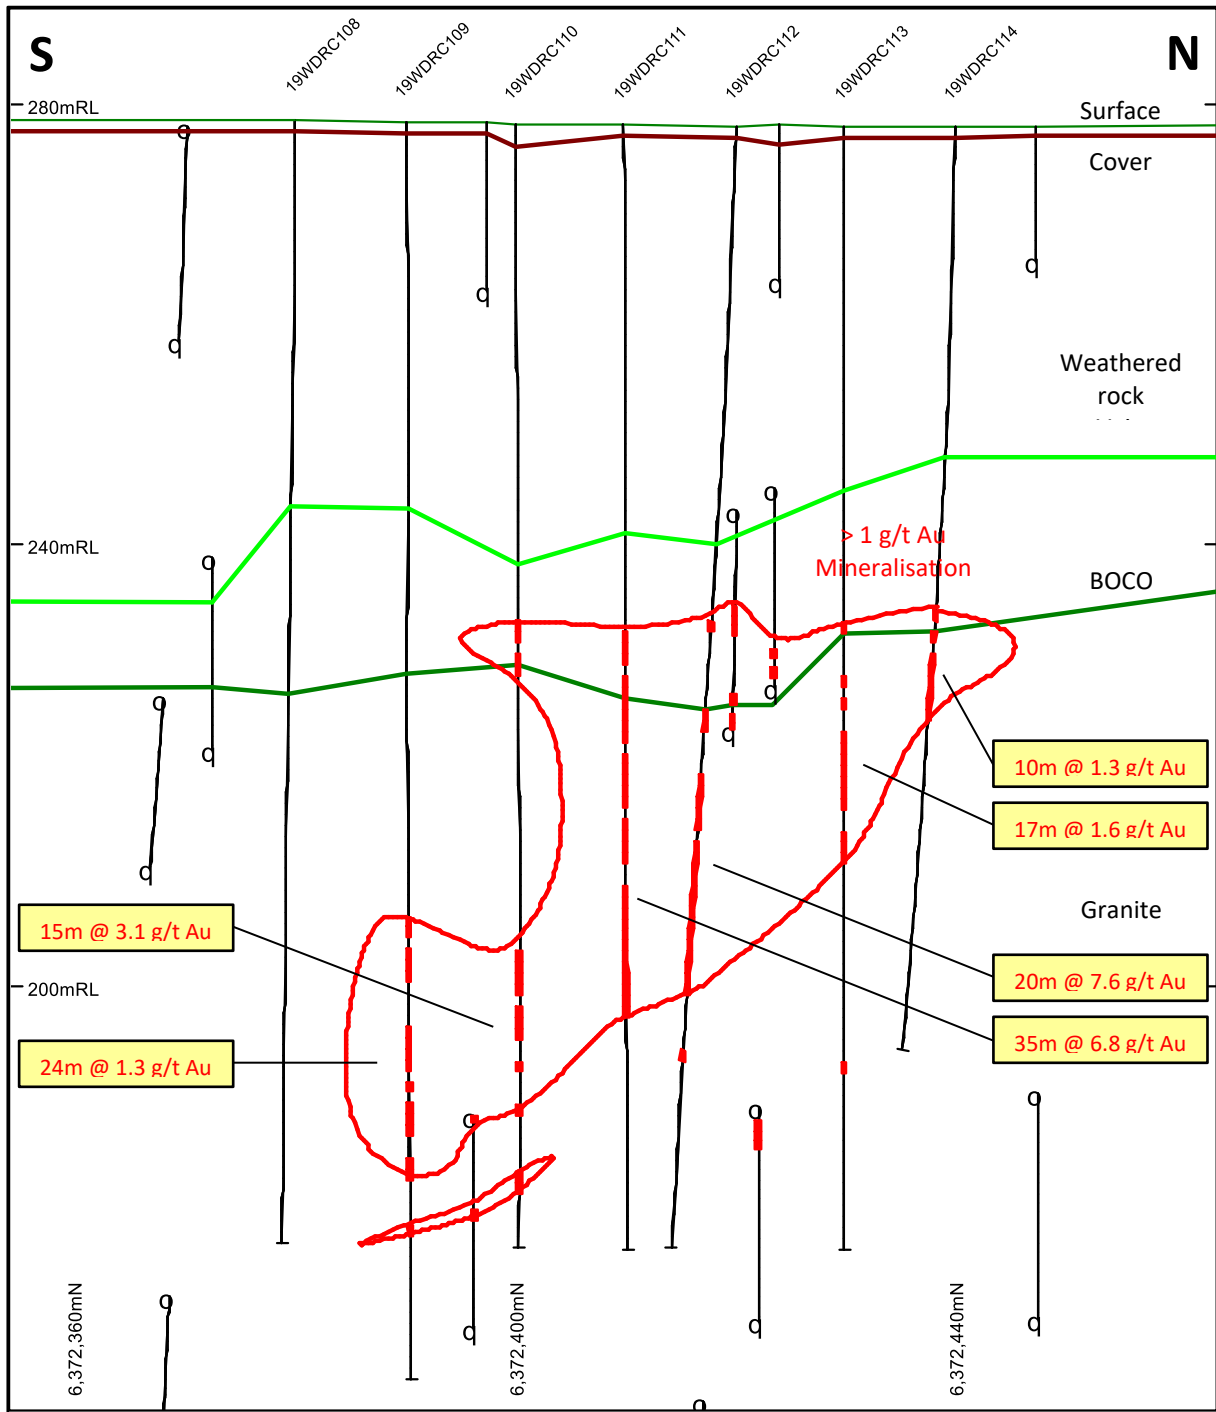 S
19WDRC108
19WDRC109
19WDRC110
19WDRC111
19WDRC112
19WDRC113
19WDRC114
N
280mRL
Surface
Cover
Weathered
rock
240mRL
> 1 g/t Au
Mineralisation
BOCO
10m @ 1.3 g/t Au
17m @ 1.6 g/t Au
15m @ 3.1 g/t Au
Granite
20m @ 7.6 g/t Au
200mRL
35m @ 6.8 g/t Au
24m @ 1.3 g/t Au
6,372,360mN
6,372,400mN
6,372,440mN